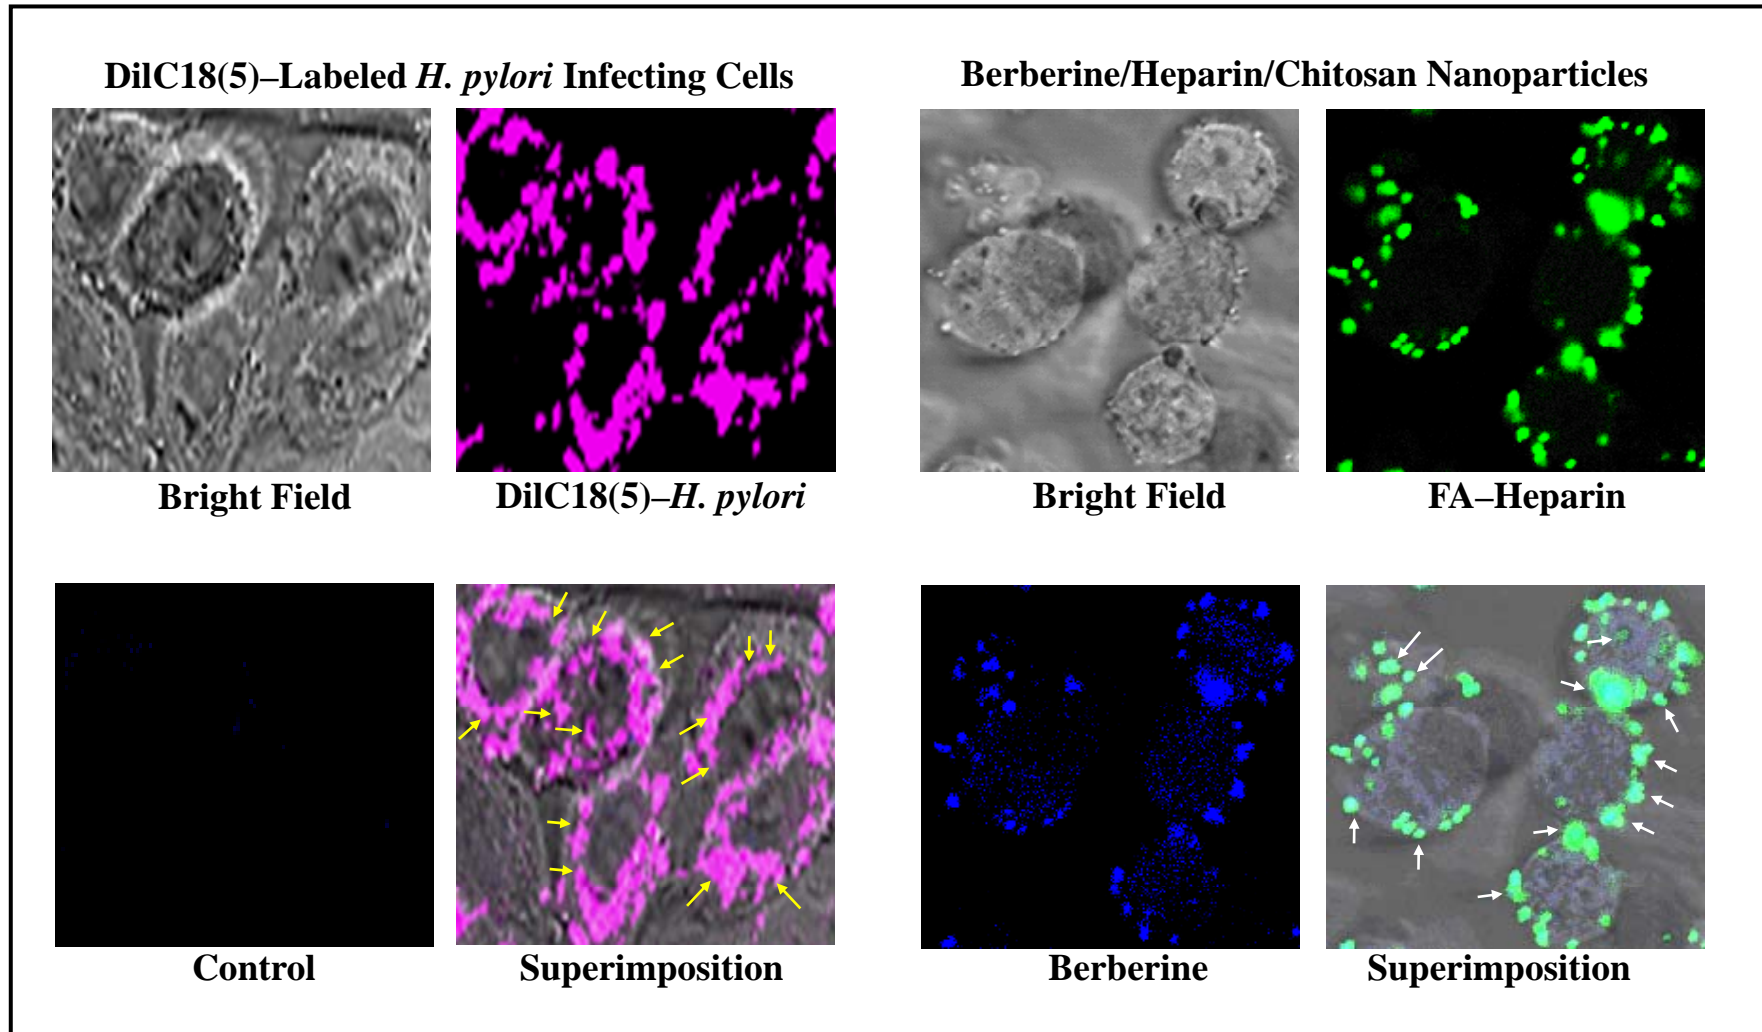 DilC18(5)–Labeled H. pylori Infecting Cells
Berberine/Heparin/Chitosan Nanoparticles
Bright Field
DilC18(5)–H. pylori
Bright Field
FA–Heparin
Control
Superimposition
Berberine
Superimposition